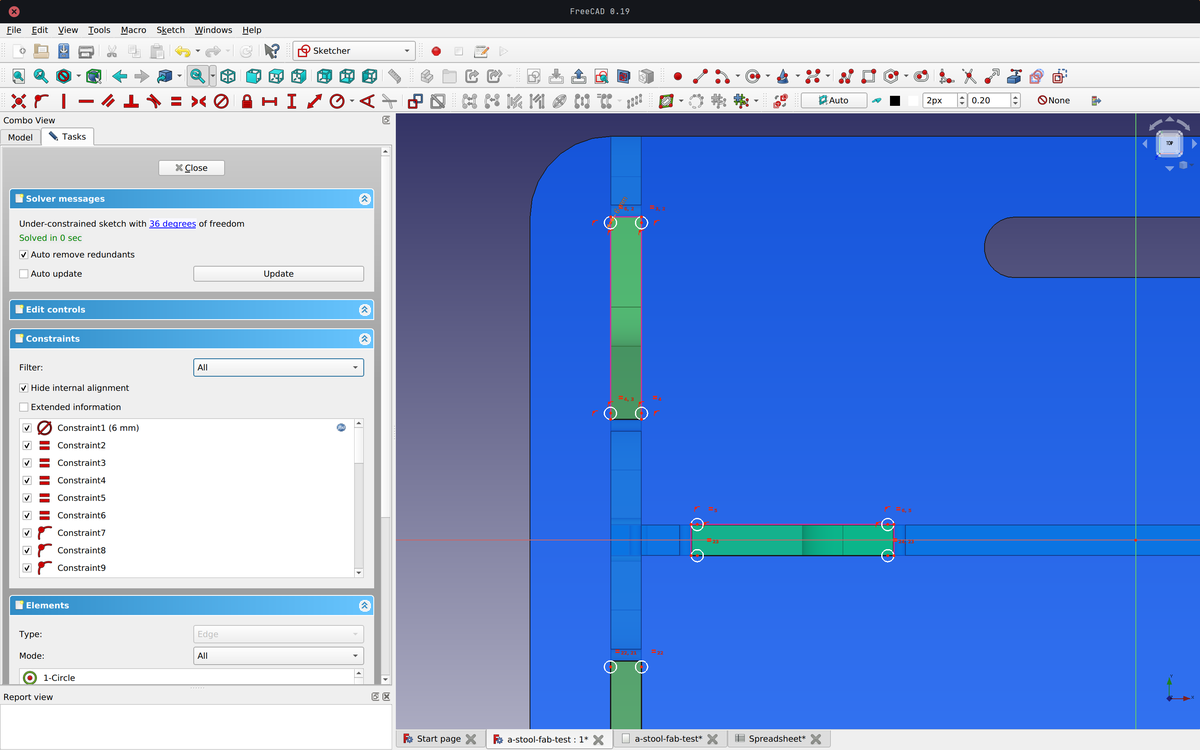 FreeCAD 0.19
File Edit View Tools Macro Sketch Windows Help
Sketcher
Auto 2px 0.20 None
Combo View
Model Tasks
Close
Solver messages
Under-constrained sketch with 36 degrees of freedom
Solved in 0 sec
Auto remove redundants
Auto update Update
Edit controls
Constraints
Filter: All
Hide internal alignment
Extended information
Constraint1 (6 mm)
Constraint2
Constraint3
Constraint4
Constraint5
Constraint6
Constraint7
Constraint8
Constraint9
Elements
Type: Edge
Mode: All
1-Circle
Report view
TOP
Start page a-stool-fab-test : 1* a-stool-fab-test* Spreadsheet*